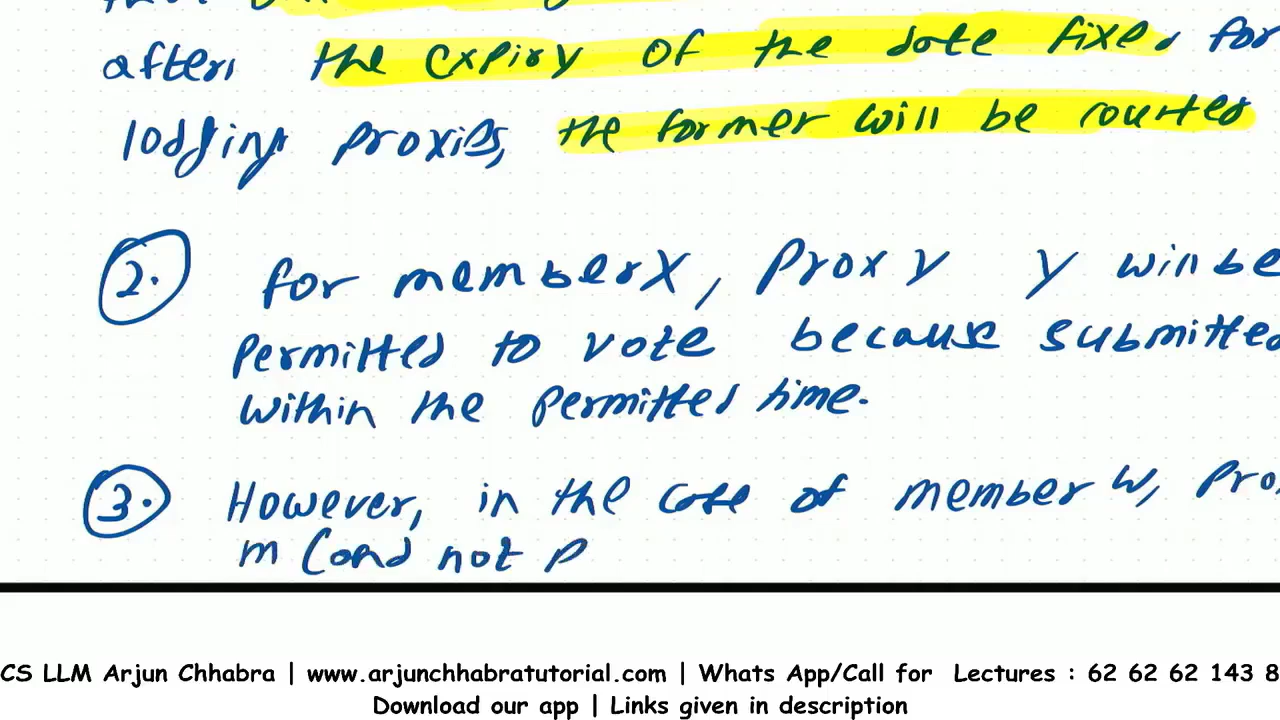 after the expiry of the date fixed for
lodging proxies, the former will be counted
2. for member X, Proxy Y will be
permitted to vote because submitted
within the permitted time.
3. However, in the case of member W, Pro
m (and not P
CS LLM Arjun Chhabra | www.arjunchhabratutorial.com | Whats App/Call for Lectures : 62 62 62 143 8
Download our app | Links given in description